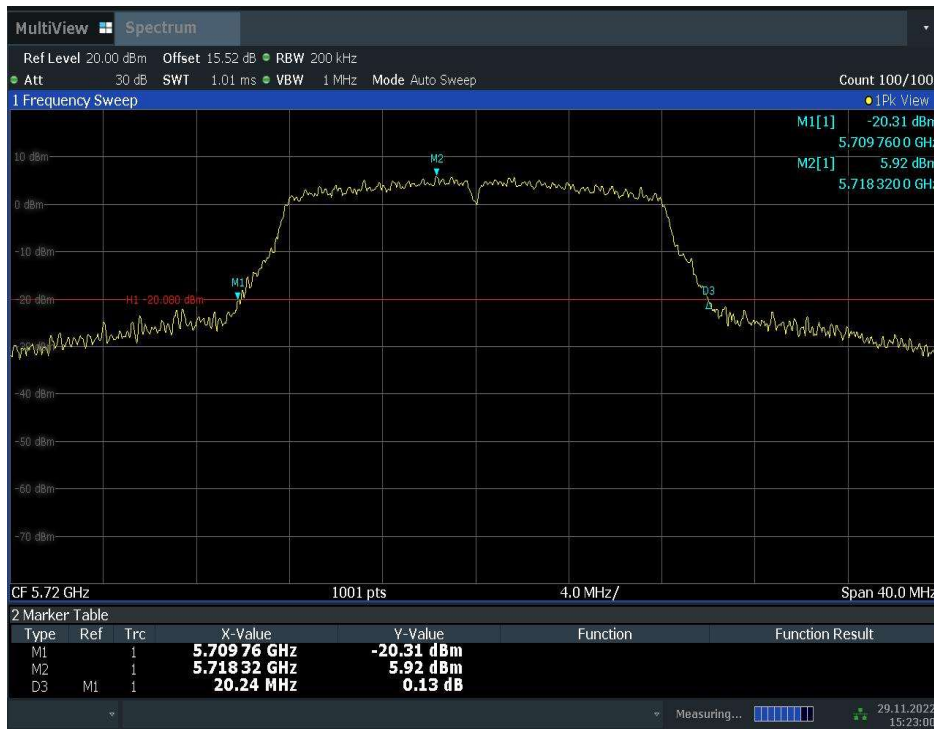 MultiView Spectrum
Ref Level 20.00 dBm Offset 15.52 dB RBW 200 kHz
Att 30 dB SWT 1.01 ms VBW 1 MHz Mode Auto Sweep Count 100/100
1 Frequency Sweep 1Pk View
M1[1] -20.31 dBm
5.709 760 0 GHz
10 dBm M2 M2[1] 5.92 dBm
5.718 320 0 GHz
0 dBm
-10 dBm
M1 D3
-20 dBm H1 -20.080 dBm
-40 dBm
-50 dBm
-60 dBm
-70 dBm
CF 5.72 GHz 1001 pts 4.0 MHz/ Span 40.0 MHz
2 Marker Table
Type Ref Trc X-Value Y-Value Function Function Result
M1 1 5.709 76 GHz -20.31 dBm
M2 1 5.718 32 GHz 5.92 dBm
D3 M1 1 20.24 MHz 0.13 dB
Measuring... 29.11.2022
15:23:00